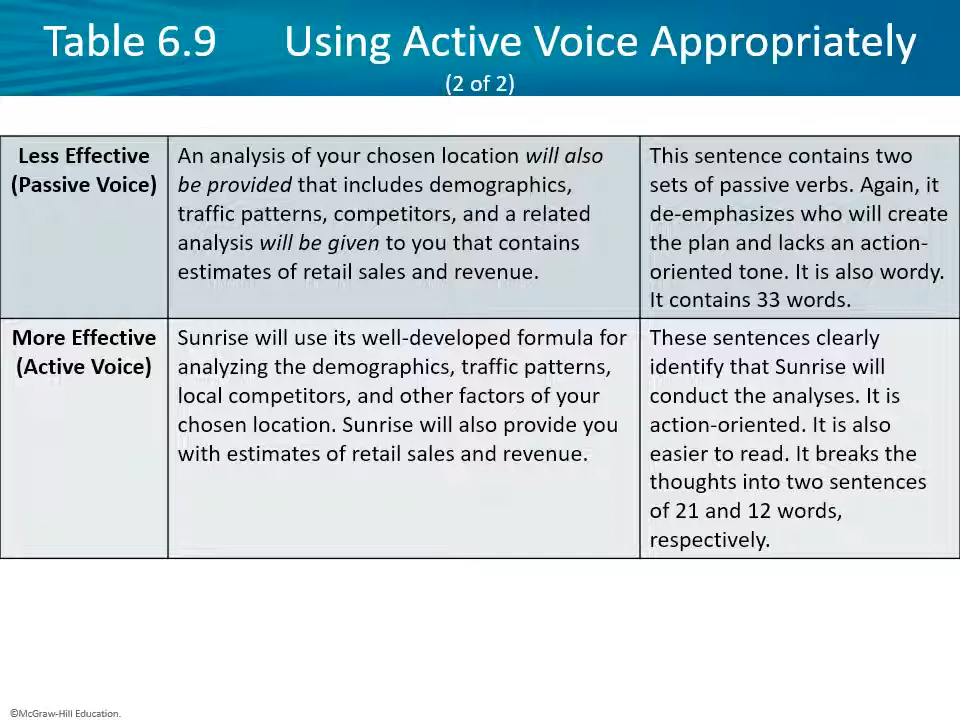 Table 6.9 Using Active Voice Appropriately
(2 of 2)
Less Effective
(Passive Voice)
An analysis of your chosen location will also
be provided that includes demographics,
traffic patterns, competitors, and a related
analysis will be given to you that contains
estimates of retail sales and revenue.
This sentence contains two
sets of passive verbs. Again, it
de-emphasizes who will create
the plan and lacks an action-
oriented tone. It is also wordy.
It contains 33 words.
More Effective
(Active Voice)
Sunrise will use its well-developed formula for
analyzing the demographics, traffic patterns,
local competitors, and other factors of your
chosen location. Sunrise will also provide you
with estimates of retail sales and revenue.
These sentences clearly
identify that Sunrise will
conduct the analyses. It is
action-oriented. It is also
easier to read. It breaks the
thoughts into two sentences
of 21 and 12 words,
respectively.
©McGraw-Hill Education.